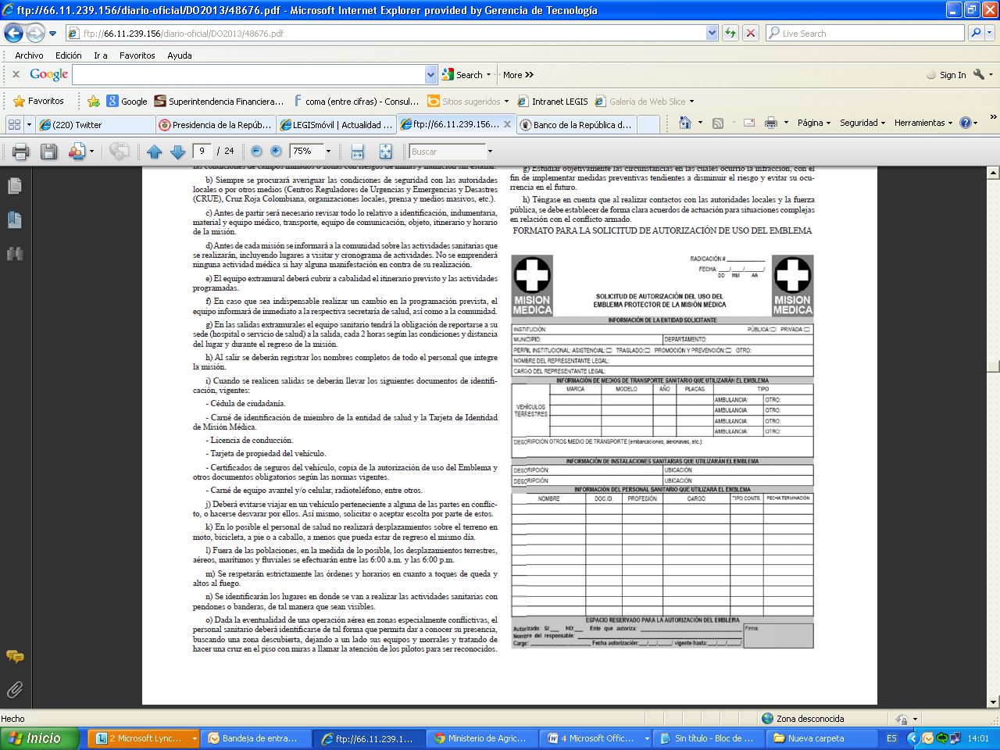 ftp://66.11.239.156/diario-oficial/DO2013/48676.pdf - Microsoft Internet Explorer provided by Gerencia de Tecnología
ftp://66.11.239.156/diario-oficial/DO2013/48676.pdf
Live Search
Archivo Edición Ir a Favoritos Ayuda
x Google Search More » Sign In
Favoritos Google Superintendencia Financiera... coma (entre cifras) - Consul... Sitios sugeridos Intranet LEGIS Galería de Web Slice
(220) Twitter Presidencia de la Repúb... LEGISmóvil | Actualidad ... ftp://66.11.239.156... Banco de la República d... Página Seguridad Herramientas »
9 / 24 75% Buscar
las condiciones de campos minados o zonas con riesgos de minas y munición sin estallar.
b) Siempre se procurará averiguar las condiciones de seguridad con las autoridades
locales o por otros medios (Centros Reguladores de Urgencias y Emergencias y Desastres
(CRUE), Cruz Roja Colombiana, organizaciones locales, prensa y medios masivos, etc.).
c) Antes de partir será necesario revisar todo lo relativo a identificación, indumentaria,
material y equipo médico, transporte, equipo de comunicación, objeto, itinerario y horario
de la misión.
d) Antes de cada misión se informará a la comunidad sobre las actividades sanitarias que
se realizarán, incluyendo lugares a visitar y cronograma de actividades. No se emprenderá
ninguna actividad médica si hay alguna manifestación en contra de su realización.
e) El equipo extramural deberá cubrir a cabalidad el itinerario previsto y las actividades
programadas.
f) En caso que sea indispensable realizar un cambio en la programación prevista, el
equipo informará de inmediato a la respectiva secretaría de salud, así como a la comunidad.
g) En las salidas extramurales el equipo sanitario tendrá la obligación de reportarse a su
sede (hospital o servicio de salud) a la salida, cada 2 horas según las condiciones y distancia
del lugar y durante el regreso de la misión.
h) Al salir se deberán registrar los nombres completos de todo el personal que integre
la misión.
i) Cuando se realicen salidas se deberán llevar los siguientes documentos de identifi-
cación, vigentes:
- Cédula de ciudadanía.
- Carné de identificación de miembro de la entidad de salud y la Tarjeta de Identidad
de Misión Médica.
- Licencia de conducción.
- Tarjeta de propiedad del vehículo.
- Certificados de seguros del vehículo, copia de la autorización de uso del Emblema y
otros documentos obligatorios según las normas vigentes.
- Carné de equipo avantel y/o celular, radioteléfono, entre otros.
j) Deberá evitarse viajar en un vehículo perteneciente a alguna de las partes en conflic-
to, o hacerse desvarar por ellos. Así mismo, solicitar o aceptar escolta por parte de estos.
k) En lo posible el personal de salud no realizará desplazamientos sobre el terreno en
moto, bicicleta, a pie o a caballo, a menos que pueda estar de regreso el mismo día.
l) Fuera de las poblaciones, en la medida de lo posible, los desplazamientos terrestres,
aéreos, marítimos y fluviales se efectuarán entre las 6:00 a.m. y las 6:00 p.m.
m) Se respetarán estrictamente las órdenes y horarios en cuanto a toques de queda y
altos al fuego.
n) Se identificarán los lugares en donde se van a realizar las actividades sanitarias con
pendones o banderas, de tal manera que sean visibles.
o) Dada la eventualidad de una operación aérea en zonas especialmente conflictivas, el
personal sanitario deberá identificarse de tal forma que permita dar a conocer su presencia,
buscando una zona descubierta, dejando a un lado sus equipos y morrales y tratando de
hacer una cruz en el piso con miras a llamar la atención de los pilotos para ser reconocidos.
g) Estudiar objetivamente las circunstancias en las cuales ocurrió la infracción, con el
fin de implementar medidas preventivas tendientes a disminuir el riesgo y evitar su ocu-
rrencia en el futuro.
h) Téngase en cuenta que al realizar contactos con las autoridades locales y la fuerza
pública, se debe establecer de forma clara acuerdos de actuación para situaciones complejas
en relación con el conflicto armado.
FORMATO PARA LA SOLICITUD DE AUTORIZACIÓN DE USO DEL EMBLEMA
RADICACIÓN # ____________
FECHA: ____/____/______/
DD MM AA
MISION MEDICA
SOLICITUD DE AUTORIZACIÓN DEL USO DEL
EMBLEMA PROTECTOR DE LA MISIÓN MÉDICA
MISION MEDICA
INFORMACIÓN DE LA ENTIDAD SOLICITANTE
INSTITUCIÓN: PÚBLICA: PRIVADA:
MUNICIPIO: DEPARTAMENTO:
PERFIL INSTITUCIONAL: ASISTENCIAL: TRASLADO: PROMOCIÓN Y PREVENCIÓN: OTRO:
NOMBRE DEL REPRESENTANTE LEGAL:
CARGO DEL REPRESENTANTE LEGAL:
INFORMACIÓN DE MEDIOS DE TRANSPORTE SANITARIO QUE UTILIZARÁN EL EMBLEMA
MARCA MODELO AÑO PLACAS TIPO
VEHÍCULOS TERRESTRES
AMBULANCIA: OTRO:
AMBULANCIA: OTRO:
AMBULANCIA: OTRO:
AMBULANCIA: OTRO:
DESCRIPCIÓN OTROS MEDIO DE TRANSPORTE (embarcaciones, aeronaves, etc.):
INFORMACIÓN DE INSTALACIONES SANITARIAS QUE UTILIZARÁN EL EMBLEMA
DESCRIPCIÓN: UBICACIÓN:
DESCRIPCIÓN: UBICACIÓN:
INFORMACIÓN DEL PERSONAL SANITARIO QUE UTILIZARÁ EL EMBLEMA
NOMBRE DOC.ID. PROFESIÓN CARGO TIPO CONTR. FECHA TERMINACIÓN
ESPACIO RESERVADO PARA LA AUTORIZACIÓN DEL EMBLEMA
Autorizado: SI:___ NO:___ Ente que autoriza: ____________ Firma:
Nombre del responsable: ____________
Cargo: ____________ Fecha autorización:___/___/____/ vigente hasta:___/___/____/
Hecho Zona desconocida
Inicio 2 Microsoft Lync... Bandeja de entra... ftp://66.11.239.1... Ministerio de Agric... 4 Microsoft Offic... Sin título - Bloc de ... Nueva carpeta ES 14:01